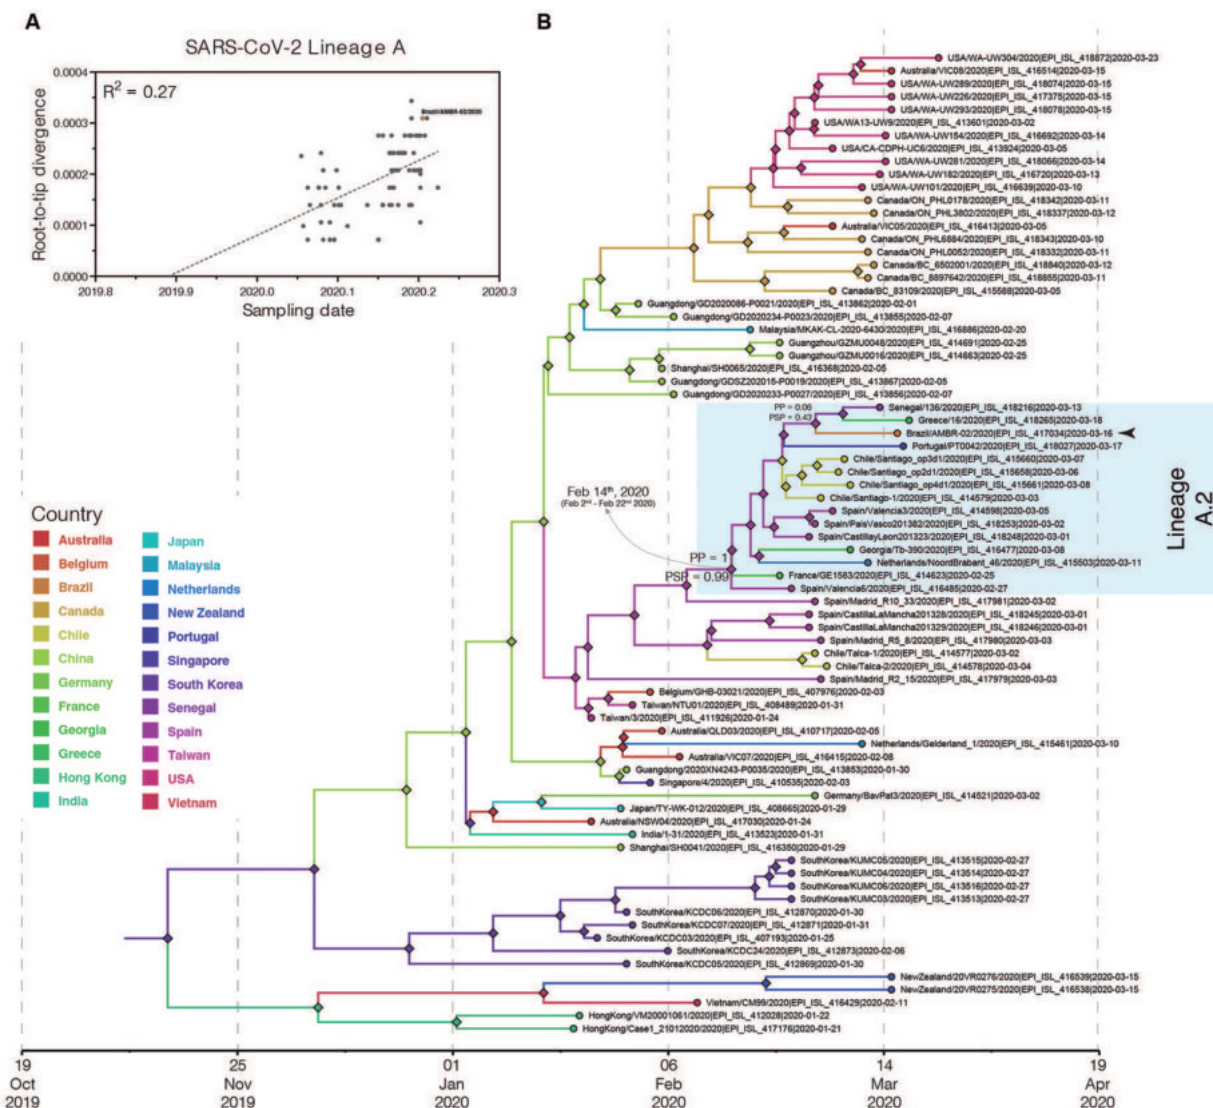 A
SARS-CoV-2 Lineage A
R2 = 0.27
Brazil/AMBR-02/2020
Root-to-tip divergence
0.0004
0.0003
0.0002
0.0001
0.0000
2019.8 2019.9 2020.0 2020.1 2020.2 2020.3
Sampling date
B
USA/WA-UW304/2020|EPI_ISL_418872|2020-03-23
Australia/VIC08/2020|EPI_ISL_416514|2020-03-15
USA/WA-UW289/2020|EPI_ISL_418074|2020-03-15
USA/WA-UW226/2020|EPI_ISL_417375|2020-03-15
USA/WA-UW293/2020|EPI_ISL_418078|2020-03-15
USA/WA13-UW9/2020|EPI_ISL_413601|2020-03-02
USA/WA-UW154/2020|EPI_ISL_416692|2020-03-14
USA/CA-CDPH-UC6/2020|EPI_ISL_413924|2020-03-05
USA/WA-UW281/2020|EPI_ISL_418066|2020-03-14
USA/WA-UW182/2020|EPI_ISL_416720|2020-03-13
USA/WA-UW101/2020|EPI_ISL_416639|2020-03-10
Canada/ON_PHL0178/2020|EPI_ISL_418342|2020-03-11
Canada/ON_PHL3802/2020|EPI_ISL_418337|2020-03-12
Australia/VIC05/2020|EPI_ISL_416413|2020-03-05
Canada/ON_PHL6884/2020|EPI_ISL_418343|2020-03-10
Canada/ON_PHL0052/2020|EPI_ISL_418332|2020-03-11
Canada/BC_6502001/2020|EPI_ISL_418840|2020-03-12
Canada/BC_8897642/2020|EPI_ISL_418855|2020-03-11
Canada/BC_83109/2020|EPI_ISL_415588|2020-03-05
Guangdong/GD2020086-P0021/2020|EPI_ISL_413862|2020-02-01
Guangdong/GD2020234-P0023/2020|EPI_ISL_413855|2020-02-07
Malaysia/MKAK-CL-2020-6430/2020|EPI_ISL_416886|2020-02-20
Guangzhou/GZMU0048/2020|EPI_ISL_414691|2020-02-25
Guangzhou/GZMU0016/2020|EPI_ISL_414663|2020-02-25
Shanghai/SH0065/2020|EPI_ISL_416368|2020-02-05
Guangdong/GDSZ202015-P0019/2020|EPI_ISL_413867|2020-02-05
Guangdong/GD2020233-P0027/2020|EPI_ISL_413856|2020-02-07
PP = 0.06
PSP = 0.43
Senegal/136/2020|EPI_ISL_418216|2020-03-13
Greece/16/2020|EPI_ISL_418265|2020-03-18
Brazil/AMBR-02/2020|EPI_ISL_417034|2020-03-16
Portugal/PT0042/2020|EPI_ISL_418027|2020-03-17
Chile/Santiago_op3d1/2020|EPI_ISL_415660|2020-03-07
Chile/Santiago_op2d1/2020|EPI_ISL_415658|2020-03-06
Chile/Santiago_op4d1/2020|EPI_ISL_415661|2020-03-08
Chile/Santiago-1/2020|EPI_ISL_414579|2020-03-03
Spain/Valencia3/2020|EPI_ISL_414598|2020-03-05
Spain/PaisVasco201382/2020|EPI_ISL_418253|2020-03-02
Spain/CastillayLeon201323/2020|EPI_ISL_418248|2020-03-01
Georgia/Tb-390/2020|EPI_ISL_416477|2020-03-08
Netherlands/NoordBrabant_46/2020|EPI_ISL_415503|2020-03-11
France/GE1583/2020|EPI_ISL_414623|2020-02-25
Spain/Valencia6/2020|EPI_ISL_416485|2020-02-27
Lineage
A.2
Feb 14th, 2020
(Feb 2nd - Feb 22nd 2020)
PP = 1
PSP = 0.99
Spain/Madrid_R10_33/2020|EPI_ISL_417981|2020-03-02
Spain/CastillaLaMancha201328/2020|EPI_ISL_418245|2020-03-01
Spain/CastillaLaMancha201329/2020|EPI_ISL_418246|2020-03-01
Spain/Madrid_R5_8/2020|EPI_ISL_417980|2020-03-03
Chile/Talca-1/2020|EPI_ISL_414577|2020-03-02
Chile/Talca-2/2020|EPI_ISL_414578|2020-03-04
Spain/Madrid_R2_15/2020|EPI_ISL_417979|2020-03-03
Belgium/GHB-03021/2020|EPI_ISL_407976|2020-02-03
Taiwan/NTU01/2020|EPI_ISL_408489|2020-01-31
Taiwan/3/2020|EPI_ISL_411926|2020-01-24
Australia/QLD03/2020|EPI_ISL_410717|2020-02-05
Netherlands/Gelderland_1/2020|EPI_ISL_415461|2020-03-10
Australia/VIC07/2020|EPI_ISL_416415|2020-02-08
Guangdong/2020XN4243-P0035/2020|EPI_ISL_413853|2020-01-30
Singapore/4/2020|EPI_ISL_410535|2020-02-03
Germany/BavPat3/2020|EPI_ISL_414521|2020-03-02
Japan/TY-WK-012/2020|EPI_ISL_408665|2020-01-29
Australia/NSW04/2020|EPI_ISL_417030|2020-01-24
India/1-31/2020|EPI_ISL_413523|2020-01-31
Shanghai/SH0041/2020|EPI_ISL_416350|2020-01-29
SouthKorea/KUMC05/2020|EPI_ISL_413515|2020-02-27
SouthKorea/KUMC04/2020|EPI_ISL_413514|2020-02-27
SouthKorea/KUMC06/2020|EPI_ISL_413516|2020-02-27
SouthKorea/KUMC03/2020|EPI_ISL_413513|2020-02-27
SouthKorea/KCDC06/2020|EPI_ISL_412870|2020-01-30
SouthKorea/KCDC07/2020|EPI_ISL_412871|2020-01-31
SouthKorea/KCDC03/2020|EPI_ISL_407193|2020-01-25
SouthKorea/KCDC24/2020|EPI_ISL_412873|2020-02-06
SouthKorea/KCDC05/2020|EPI_ISL_412869|2020-01-30
NewZealand/20VR0276/2020|EPI_ISL_416539|2020-03-15
NewZealand/20VR0275/2020|EPI_ISL_416538|2020-03-15
Vietnam/CM99/2020|EPI_ISL_416429|2020-02-11
HongKong/VM20001061/2020|EPI_ISL_412028|2020-01-22
HongKong/Case1_21012020/2020|EPI_ISL_417176|2020-01-21
Country
Australia
Belgium
Brazil
Canada
Chile
China
Germany
France
Georgia
Greece
Hong Kong
India
Japan
Malaysia
Netherlands
New Zealand
Portugal
Singapore
South Korea
Senegal
Spain
Taiwan
USA
Vietnam
19 25 01 06 14 19
Oct Nov Jan Feb Mar Apr
2019 2019 2020 2020 2020 2020